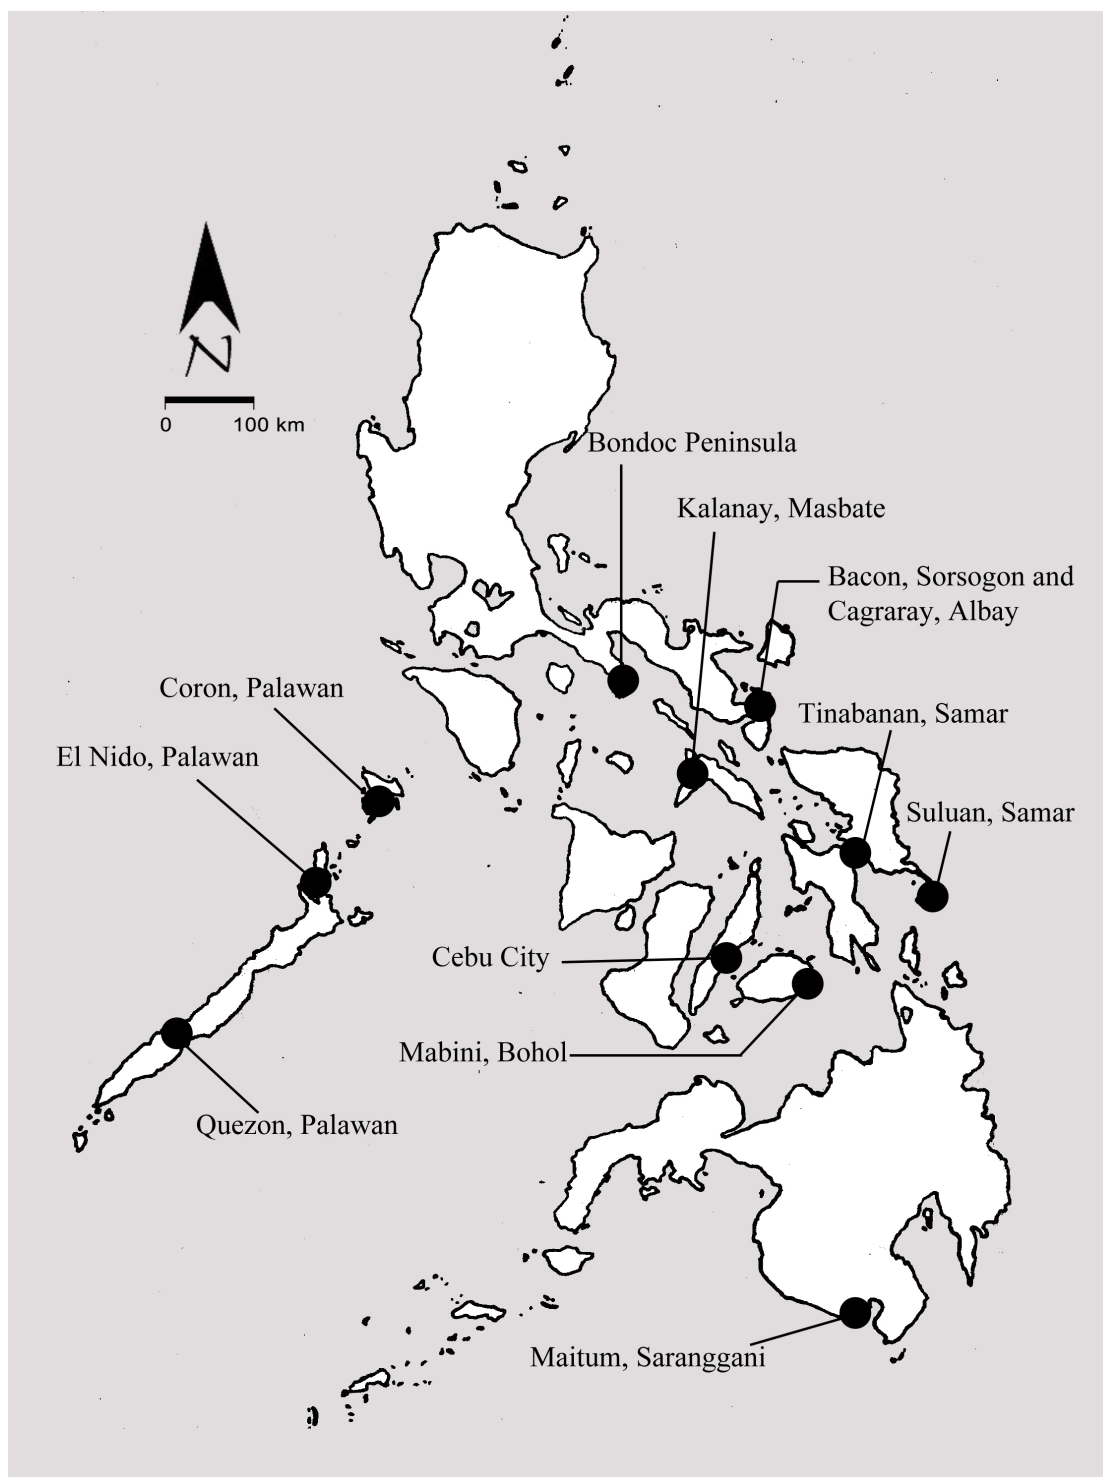 N
0 100 km
Bondoc Peninsula
Kalanay, Masbate
Bacon, Sorsogon and
Cagraray, Albay
Coron, Palawan
Tinabanan, Samar
El Nido, Palawan
Suluan, Samar
Cebu City
Mabini, Bohol
Quezon, Palawan
Maitum, Saranggani